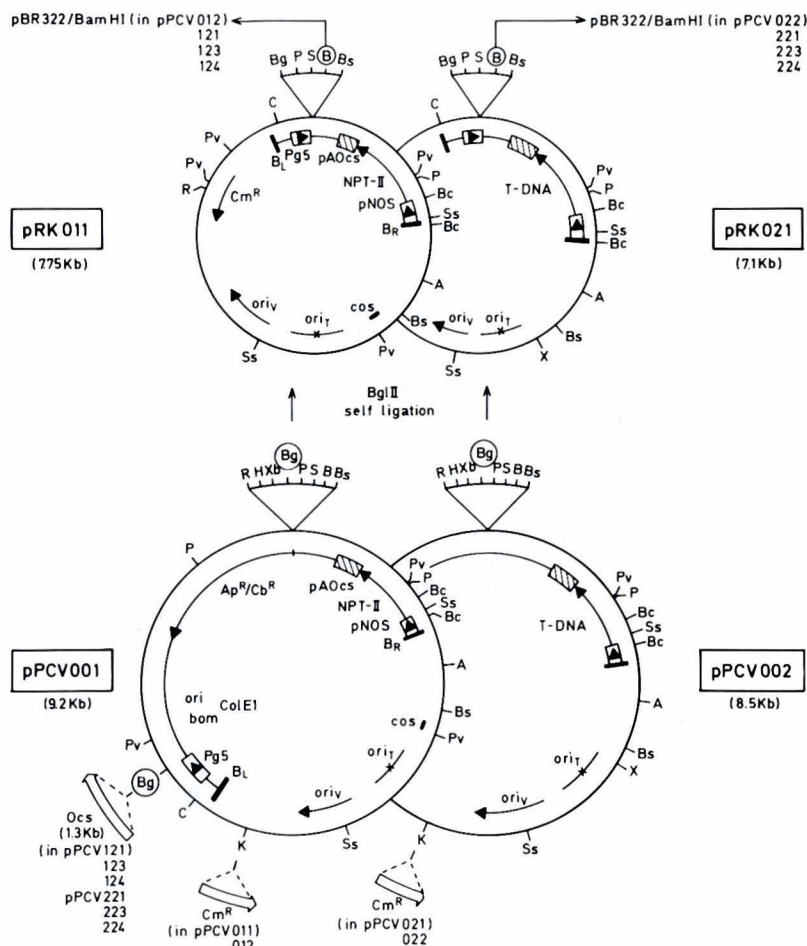 pBR322/BamHI (in pPCV012)
121
123
124
pBR322/BamHI (in pPCV022)
221
223
224
Bg P S B Bs
Bg P S B Bs
C
C
Pv
Pv
R
BL
Pg5
pAOcs
NPT-II
pNOS
BR
CmR
Pv
P
Bc
Ss
Bc
T-DNA
Pv
P
Bc
Ss
Bc
pRK011
(7.75Kb)
pRK021
(7.1Kb)
A
A
oriV
oriT
cos
Bs
Pv
Ss
oriV
oriT
Bs
X
Ss
BglII
self ligation
Bg
R H Xb P S B Bs
Bg
R H Xb P S B Bs
P
ApR/CbR
pAOcs
NPT-II
pNOS
BR
Pv
P
Bc
Ss
Bc
T-DNA
Pv
P
Bc
Ss
Bc
pPCV001
(9.2Kb)
pPCV002
(8.5Kb)
A
A
ori
bom ColE1
cos
Bs
Pv
Bs
X
Pv
Pg5
BL
Bg
C
oriT
oriV
oriT
oriV
K
Ss
K
Ss
Ocs
(1.3Kb)
(in pPCV121)
123
124
pPCV221
223
224
CmR
(in pPCV011)
012
CmR
(in pPCV021)
022